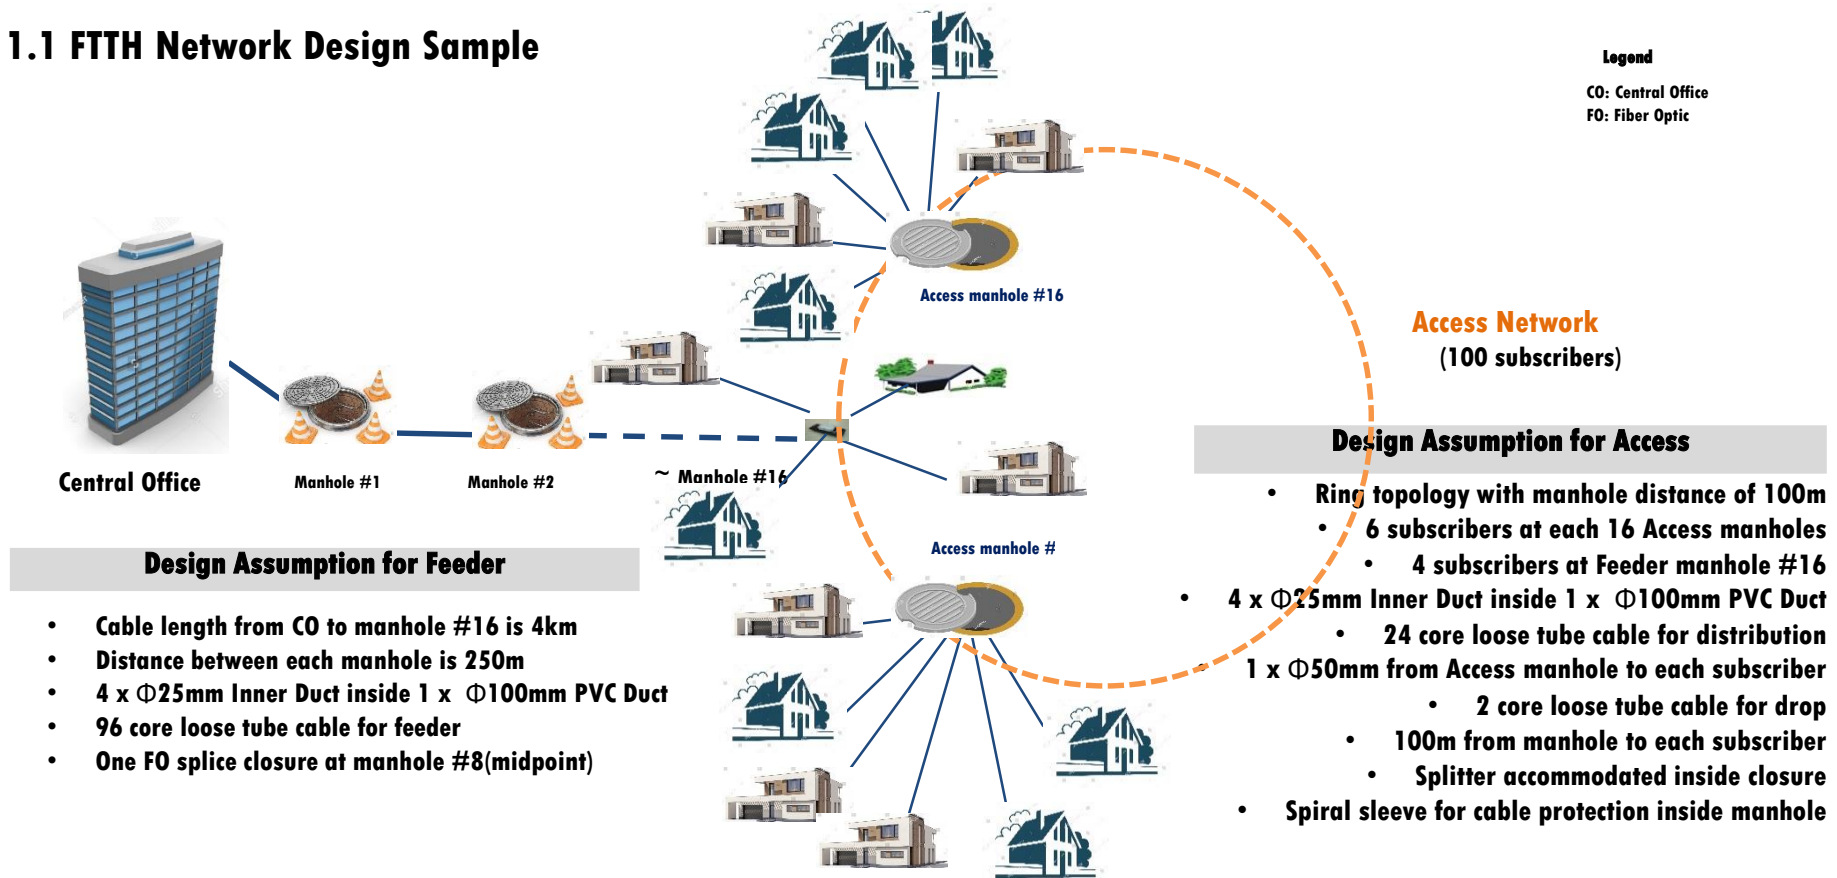 1.1 FTTH Network Design Sample
Legend
CO: Central Office
FO: Fiber Optic
Access manhole #16
Access Network
(100 subscribers)
Central Office
Manhole #1
Manhole #2
~ Manhole #16
Access manhole #
Design Assumption for Feeder
• Cable length from CO to manhole #16 is 4km
• Distance between each manhole is 250m
• 4 x Φ25mm Inner Duct inside 1 x Φ100mm PVC Duct
• 96 core loose tube cable for feeder
• One FO splice closure at manhole #8(midpoint)
Design Assumption for Access
• Ring topology with manhole distance of 100m
• 6 subscribers at each 16 Access manholes
• 4 subscribers at Feeder manhole #16
• 4 x Φ25mm Inner Duct inside 1 x Φ100mm PVC Duct
• 24 core loose tube cable for distribution
• 1 x Φ50mm from Access manhole to each subscriber
• 2 core loose tube cable for drop
• 100m from manhole to each subscriber
• Splitter accommodated inside closure
• Spiral sleeve for cable protection inside manhole